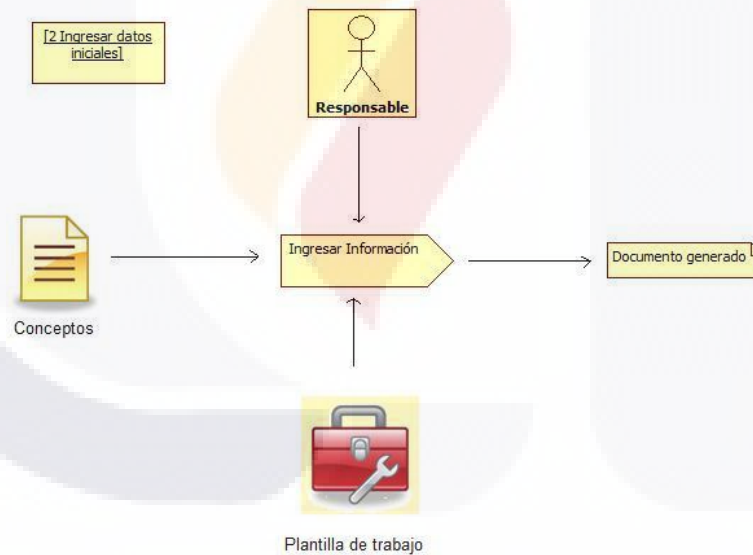 [2 Ingresar datos
iniciales]
Responsable
Ingresar Información
Documento generado
Conceptos
Plantilla de trabajo